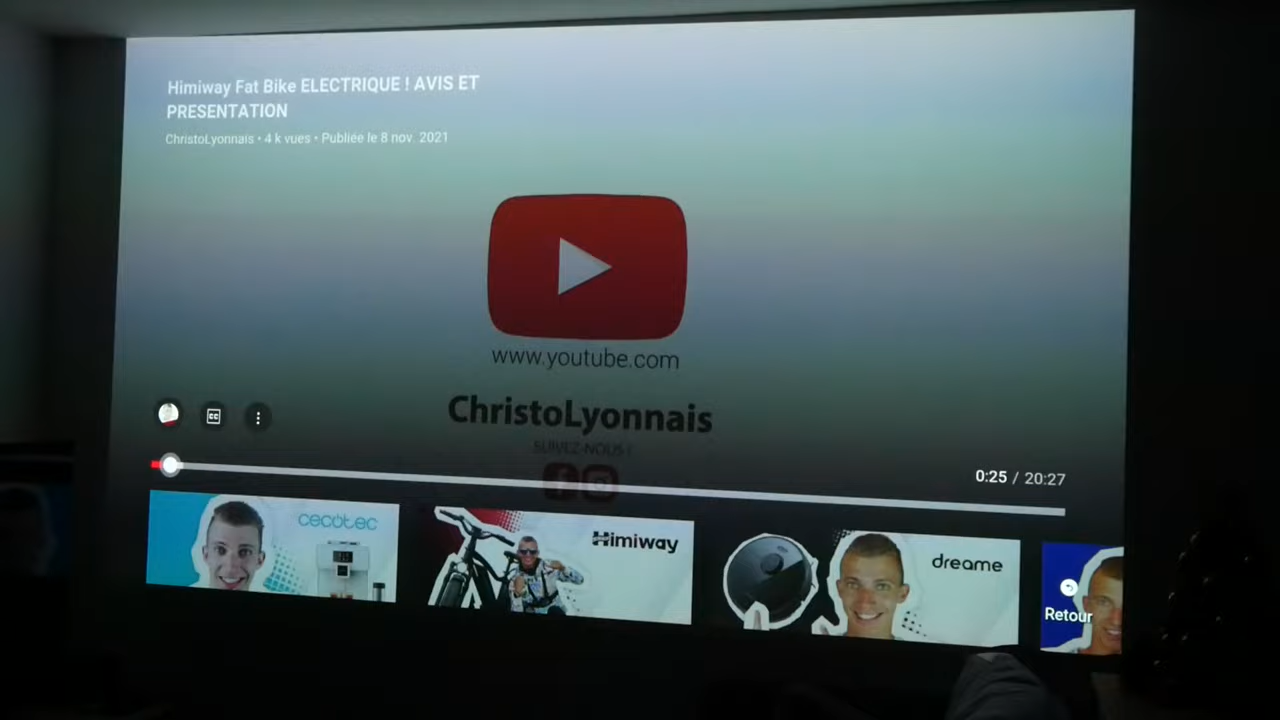 Himiway Fat Bike ELECTRIQUE ! AVIS ET
PRESENTATION
ChristoLyonnais • 4 k vues • Publiée le 8 nov. 2021
www.youtube.com
ChristoLyonnais
SUIVEZ-NOUS !
0:25 / 20:27
cecotec
Himiway
dreame
Retour